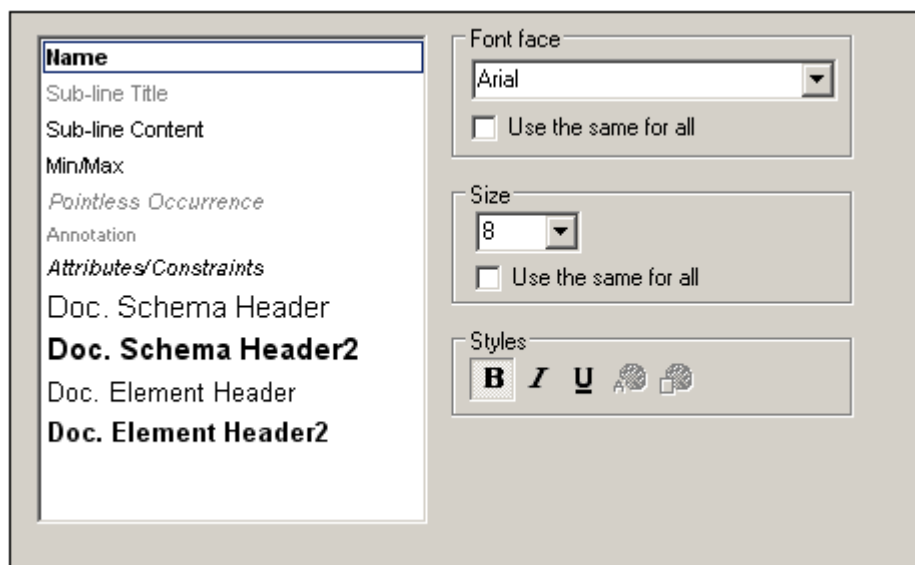 Name
Sub-line Title
Sub-line Content
Min/Max
Pointless Occurrence
Annotation
Attributes/Constraints
Doc. Schema Header
Doc. Schema Header2
Doc. Element Header
Doc. Element Header2
Font face
Arial
Use the same for all
Size
8
Use the same for all
Styles
B I U A